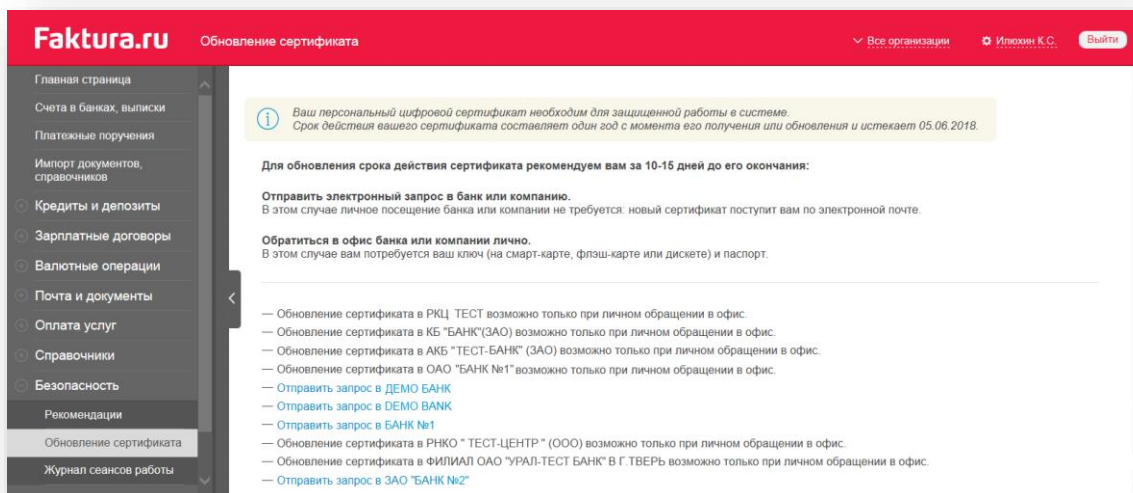 Faktura.ru
Обновление сертификата
Все организации
Илюхин К.С.
Выйти
Главная страница
Счета в банках, выписки
Платежные поручения
Импорт документов,
справочников
Кредиты и депозиты
Зарплатные договоры
Валютные операции
Почта и документы
Оплата услуг
Справочники
Безопасность
Рекомендации
Обновление сертификата
Журнал сеансов работы
Ваш персональный цифровой сертификат необходим для защищенной работы в системе.
Срок действия вашего сертификата составляет один год с момента его получения или обновления и истекает 05.06.2018.
Для обновления срока действия сертификата рекомендуем вам за 10-15 дней до его окончания:
Отправить электронный запрос в банк или компанию.
В этом случае личное посещение банка или компании не требуется: новый сертификат поступит вам по электронной почте.
Обратиться в офис банка или компании лично.
В этом случае вам потребуется ваш ключ (на смарт-карте, флэш-карте или дискете) и паспорт.
— Обновление сертификата в РКЦ ТЕСТ возможно только при личном обращении в офис.
— Обновление сертификата в КБ "БАНК"(ЗАО) возможно только при личном обращении в офис.
— Обновление сертификата в АКБ "ТЕСТ-БАНК" (ЗАО) возможно только при личном обращении в офис.
— Обновление сертификата в ОАО "БАНК №1" возможно только при личном обращении в офис.
— Отправить запрос в ДЕМО БАНК
— Отправить запрос в DEMO BANK
— Отправить запрос в БАНК №1
— Обновление сертификата в РНКО " ТЕСТ-ЦЕНТР " (ООО) возможно только при личном обращении в офис.
— Обновление сертификата в ФИЛИАЛ ОАО "УРАЛ-ТЕСТ БАНК" В Г.ТВЕРЬ возможно только при личном обращении в офис.
— Отправить запрос в ЗАО "БАНК №2"